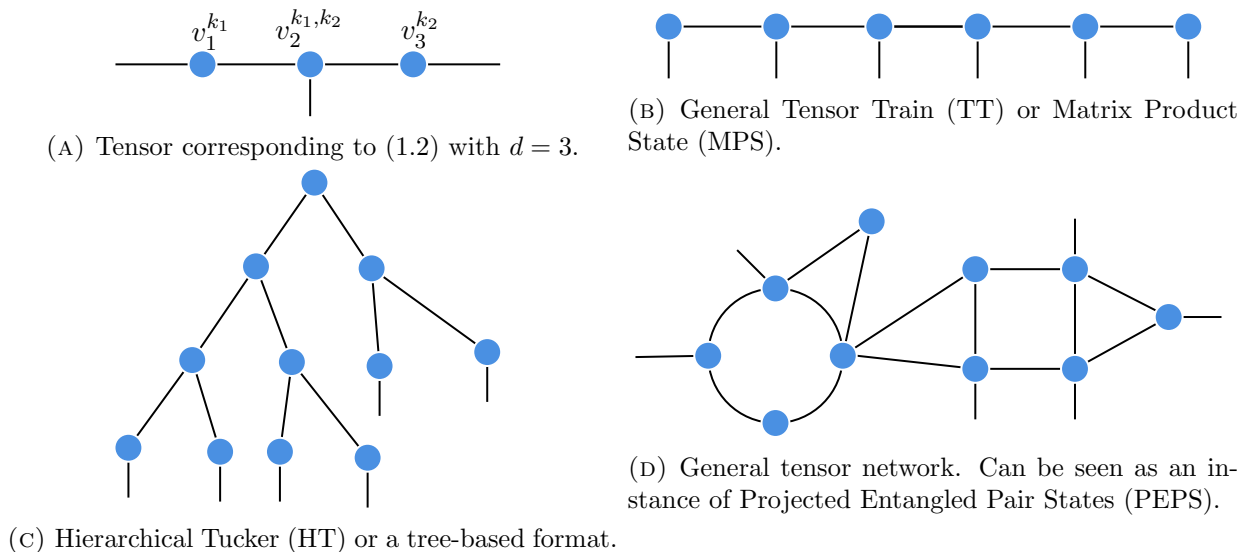 v_1^{k_1} v_2^{k_1,k_2} v_3^{k_2}
(A) Tensor corresponding to (1.2) with d = 3.
(B) General Tensor Train (TT) or Matrix Product
State (MPS).
(C) Hierarchical Tucker (HT) or a tree-based format.
(D) General tensor network. Can be seen as an in-
stance of Projected Entangled Pair States (PEPS).